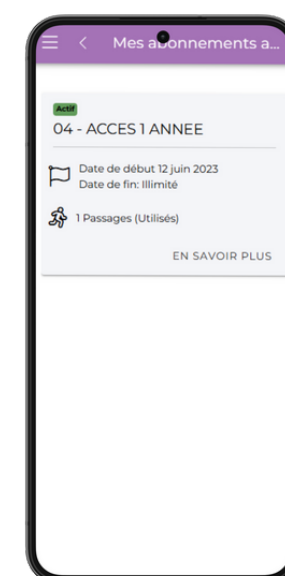 Mes abonnements a...
Actif
04 - ACCES 1 ANNEE
Date de début 12 juin 2023
Date de fin: Illimité
1 Passages (Utilisés)
EN SAVOIR PLUS